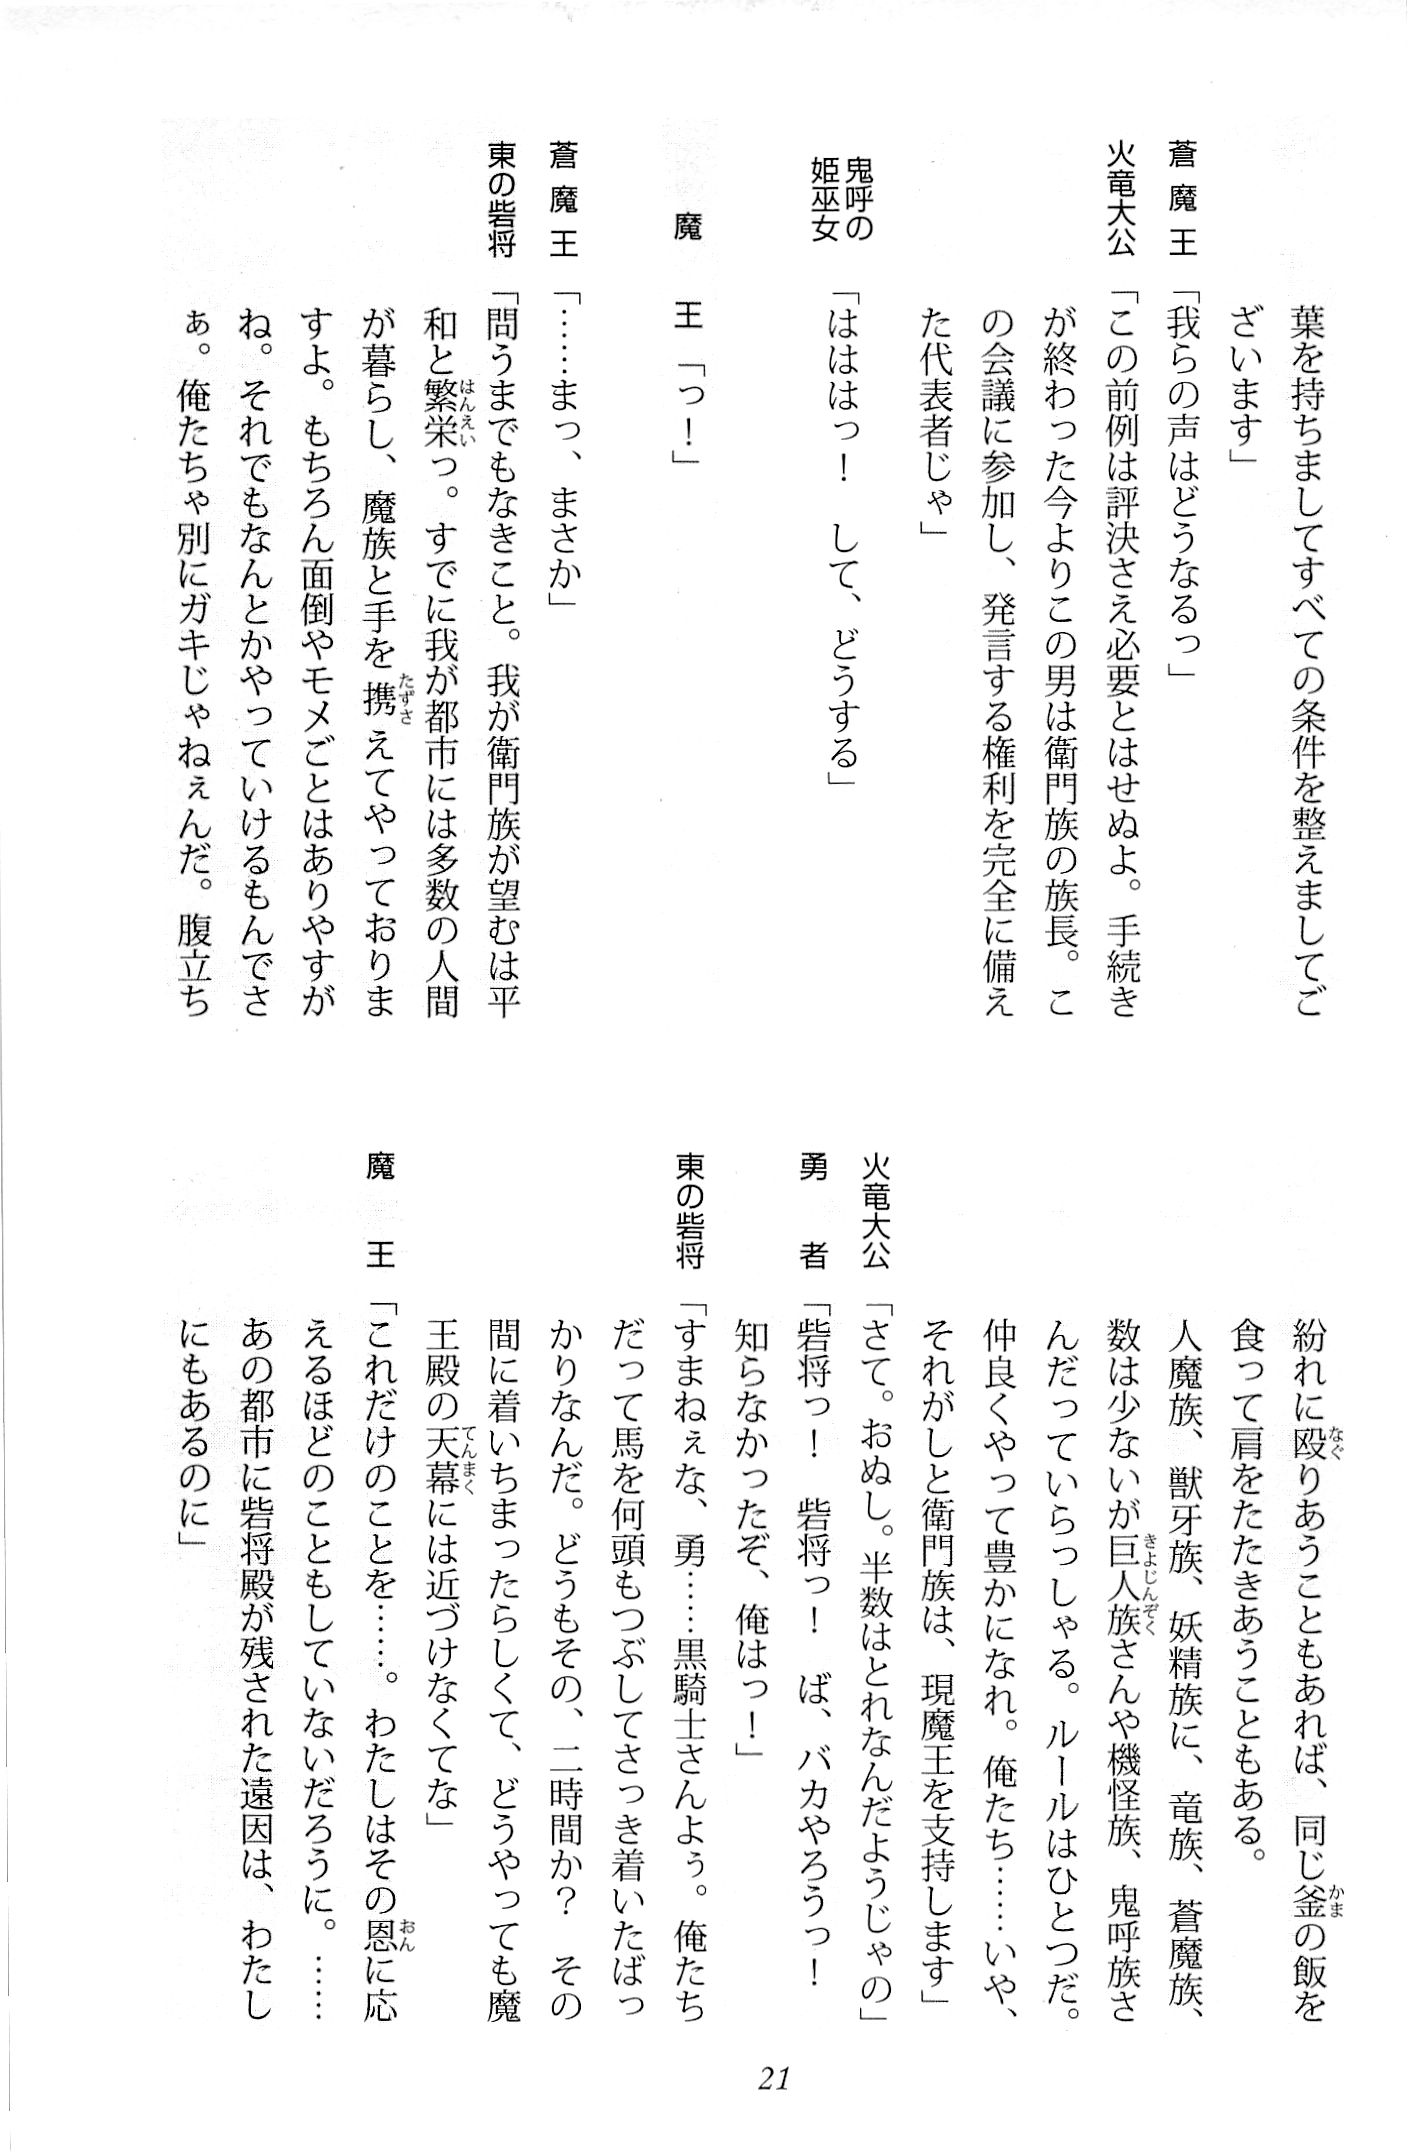 葉を持ちましてすべての条件を整えましてご
ざいます」
蒼魔王「我らの声はどうなるっ」
火竜大公「この前例は評決さえ必要とはせぬよ。手続き
が終わった今よりこの男は衛門族の族長。こ
の会議に参加し、発言する権利を完全に備え
た代表者じゃ」
鬼呼の
姫巫女「はははっ！　して、どうする」
魔王「っ！」
蒼魔王「……まっ、まさか」
東の砦将「問うまでもなきこと。我が衛門族が望むは平
和と繁栄っ。すでに我が都市には多数の人間
が暮らし、魔族と手を携えてやっておりま
すよ。もちろん面倒やモメごとはありやすが
ね。それでもなんとかやっていけるもんでさ
ぁ。俺たちゃ別にガキじゃねぇんだ。腹立ち
紛れに殴りあうこともあれば、同じ釜の飯を
食って肩をたたきあうこともある。
人魔族、獣牙族、妖精族に、竜族、蒼魔族、
数は少ないが巨人族さんや機怪族、鬼呼族さ
んだっていらっしゃる。ルールはひとつだ。
仲良くやって豊かになれ。俺たち……いや、
それがしと衛門族は、現魔王を支持します」
火竜大公「さて。おぬし。半数はとれなんだようじゃの」
勇者「砦将っ！　砦将っ！　ば、バカやろうっ！
知らなかったぞ、俺はっ！」
東の砦将「すまねぇな、勇……黒騎士さんよぅ。俺たち
だって馬を何頭もつぶしてさっき着いたばっ
かりなんだ。どうもその、二時間か？　その
間に着いちまったらしくて、どうやっても魔
王殿の天幕には近づけなくてな」
魔王「これだけのことを……。わたしはその恩に応
えるほどのこともしていないだろうに。……
あの都市に砦将殿が残された遠因は、わたし
にもあるのに」
21